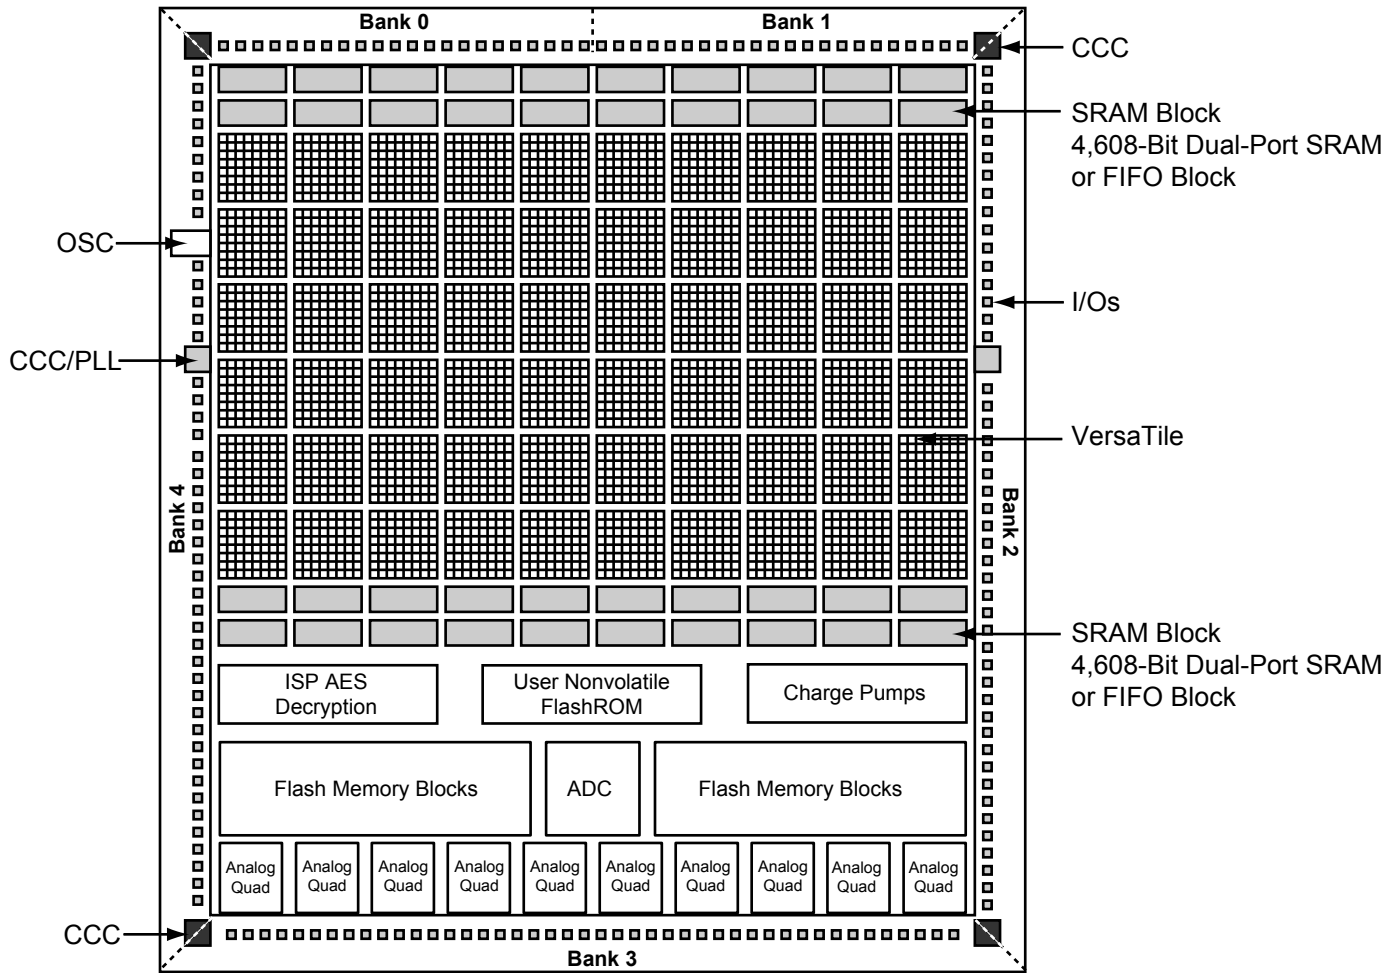 Bank 0
Bank 1
CCC
SRAM Block
4,608-Bit Dual-Port SRAM
or FIFO Block
OSC
I/Os
CCC/PLL
VersaTile
Bank 4
Bank 2
SRAM Block
4,608-Bit Dual-Port SRAM
or FIFO Block
ISP AES
Decryption
User Nonvolatile
FlashROM
Charge Pumps
Flash Memory Blocks
ADC
Flash Memory Blocks
Analog
Quad
Analog
Quad
Analog
Quad
Analog
Quad
Analog
Quad
Analog
Quad
Analog
Quad
Analog
Quad
Analog
Quad
Analog
Quad
CCC
Bank 3